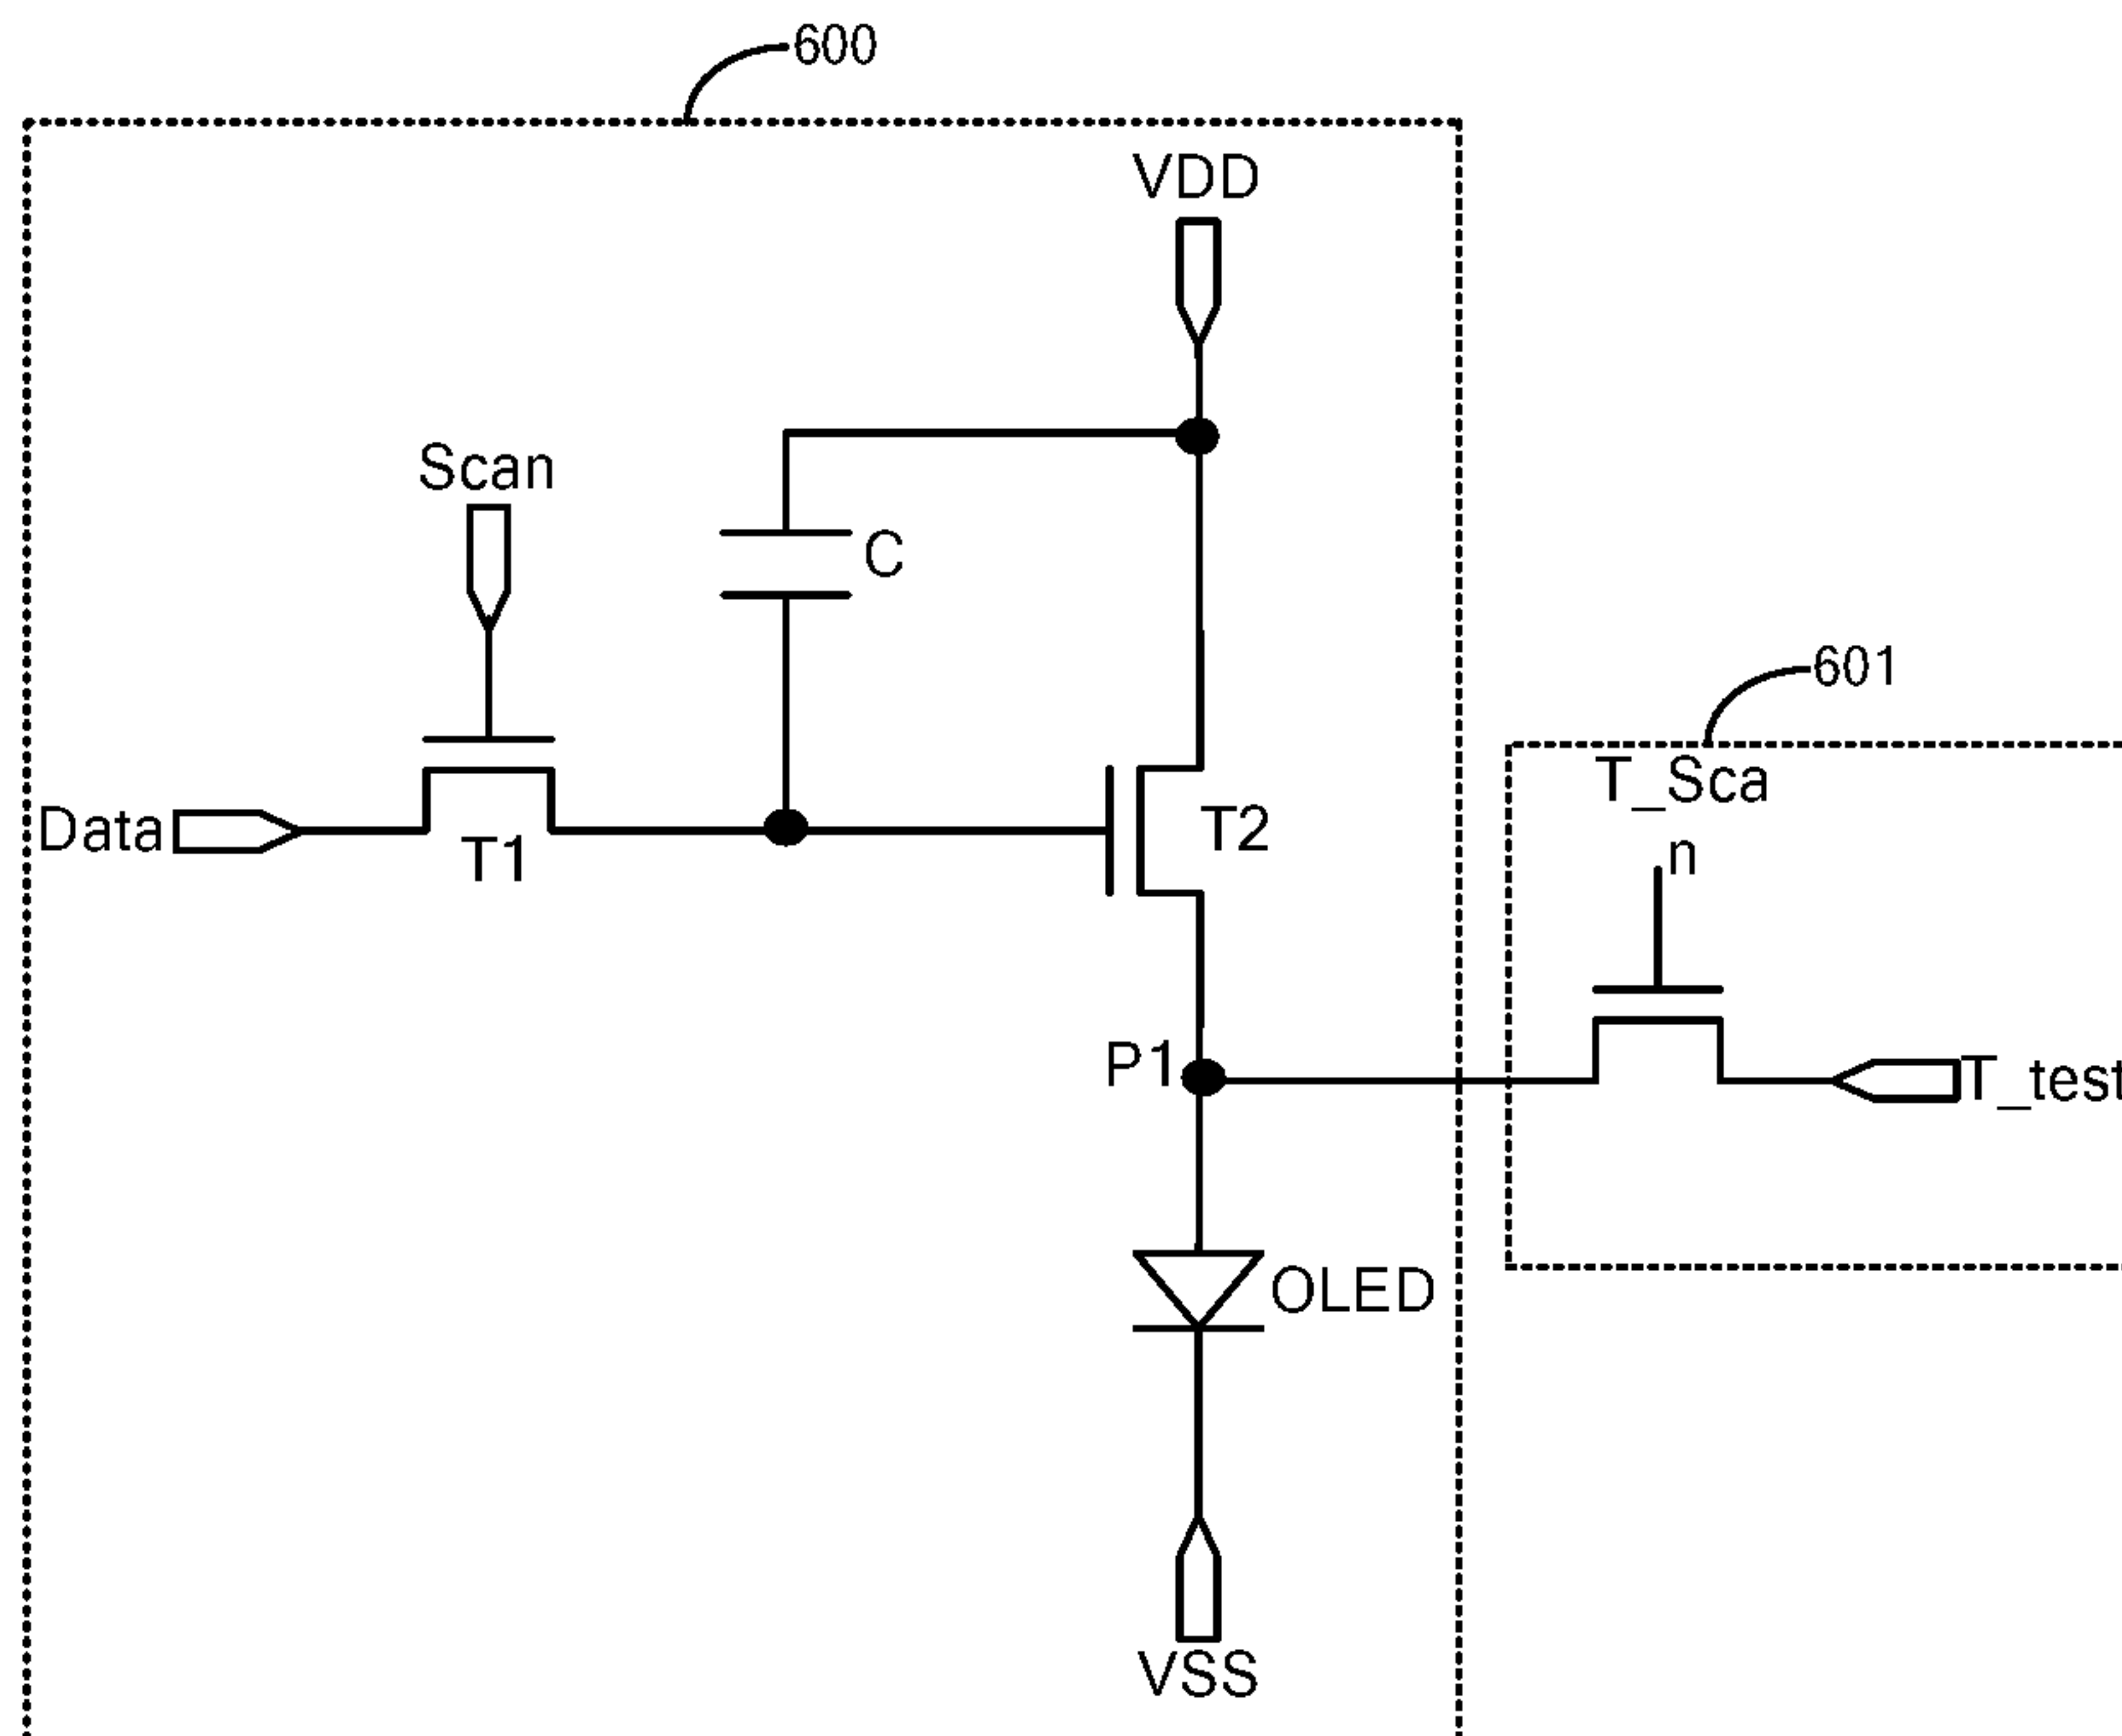 600
VDD
Scan
C
601
T_Sca
n
Data
T1
T2
P1
T_test
OLED
VSS